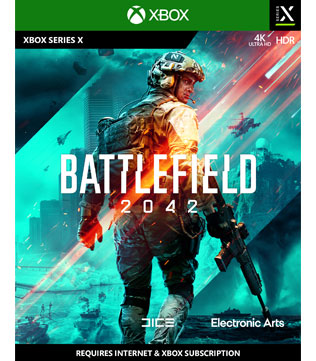 XBOX
SERIES X
XBOX SERIES X
4K
ULTRA HD
HDR
BATTLEFIELD
2042
DICE
Electronic Arts
REQUIRES INTERNET & XBOX SUBSCRIPTION